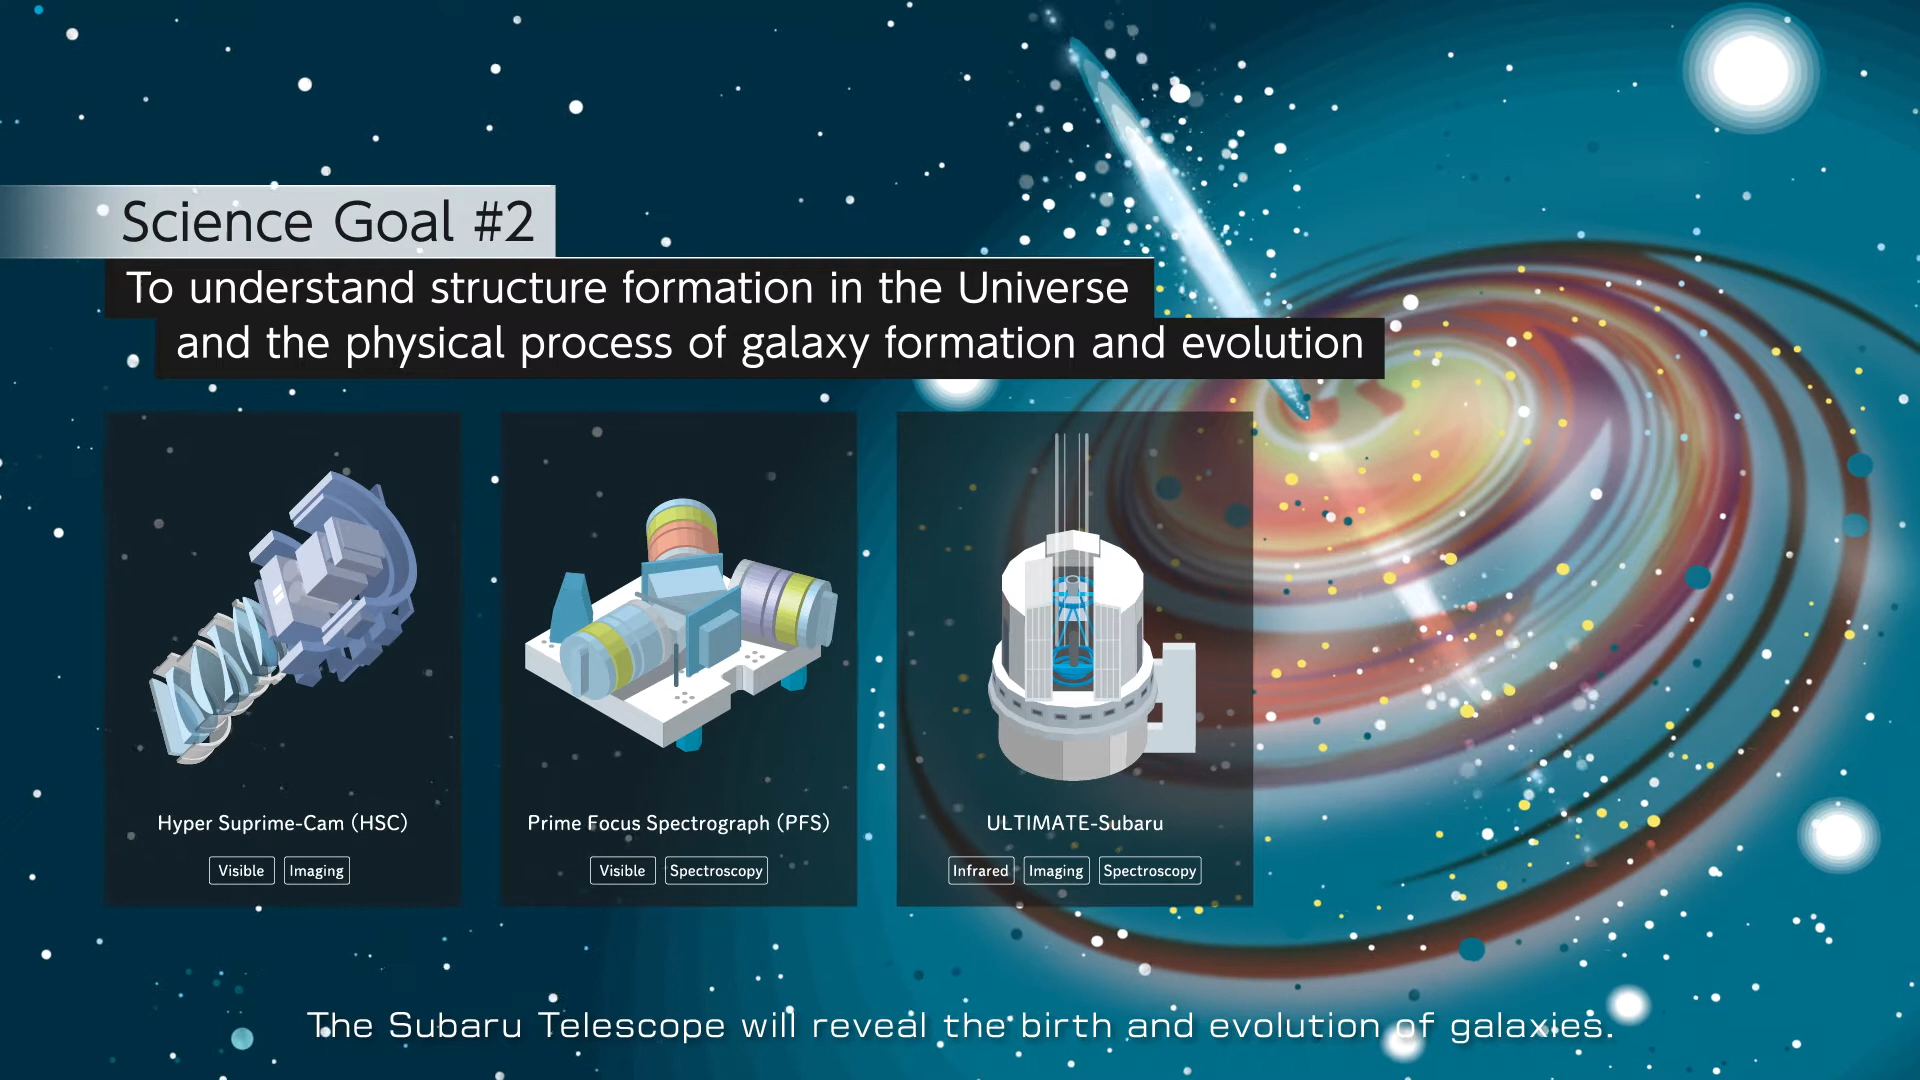 Science Goal #2
To understand structure formation in the Universe
and the physical process of galaxy formation and evolution
Hyper Suprime-Cam (HSC)
Visible Imaging
Prime Focus Spectrograph (PFS)
Visible Spectroscopy
ULTIMATE-Subaru
Infrared Imaging Spectroscopy
The Subaru Telescope will reveal the birth and evolution of galaxies.